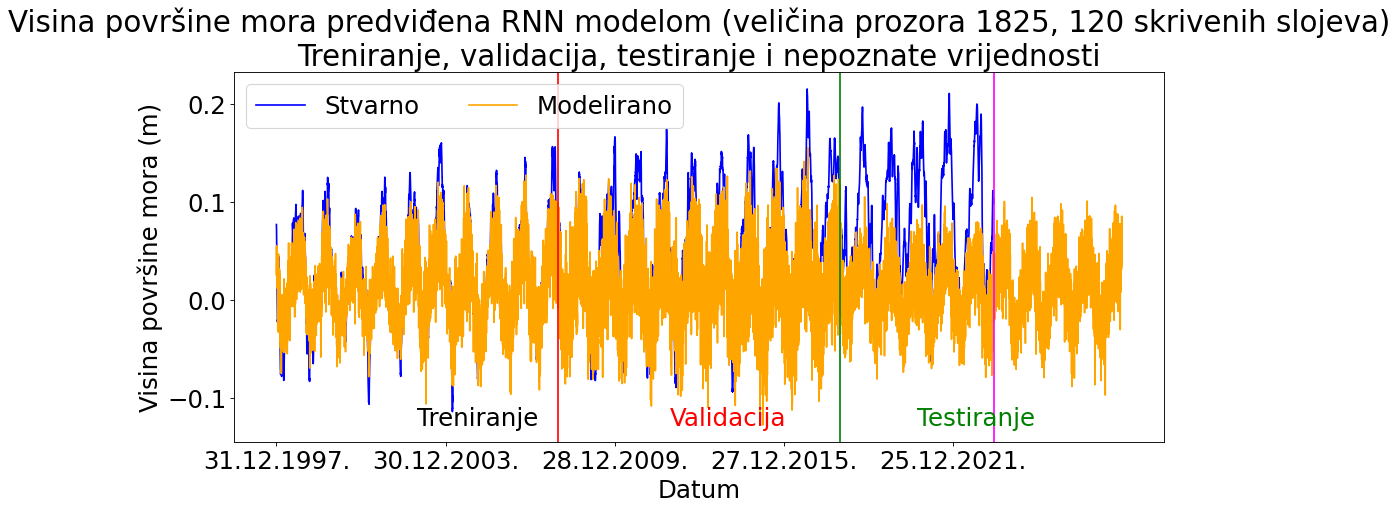 Visina površine mora predviđena RNN modelom (veličina prozora 1825, 120 skrivenih slojeva)
Treniranje, validacija, testiranje i nepoznate vrijednosti
Stvarno
Modelirano
Visina površine mora (m)
0.2
0.1
0.0
−0.1
Treniranje
Validacija
Testiranje
31.12.1997.
30.12.2003.
28.12.2009.
27.12.2015.
25.12.2021.
Datum